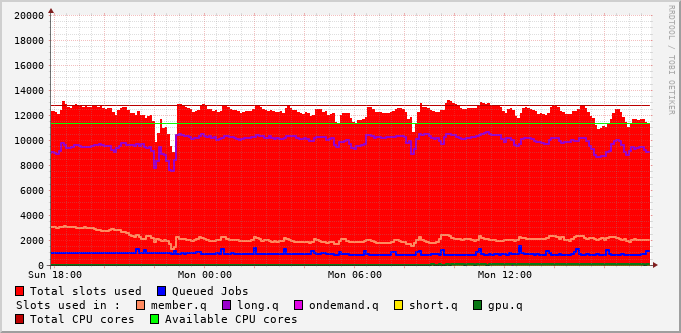 20000
18000
16000
14000
12000
10000
8000
6000
4000
2000
0
Sun 18:00 Mon 00:00 Mon 06:00 Mon 12:00
RRDTOOL / TOBI OETIKER
Total slots used Queued Jobs
Slots used in : member.q long.q ondemand.q short.q gpu.q
Total CPU cores Available CPU cores